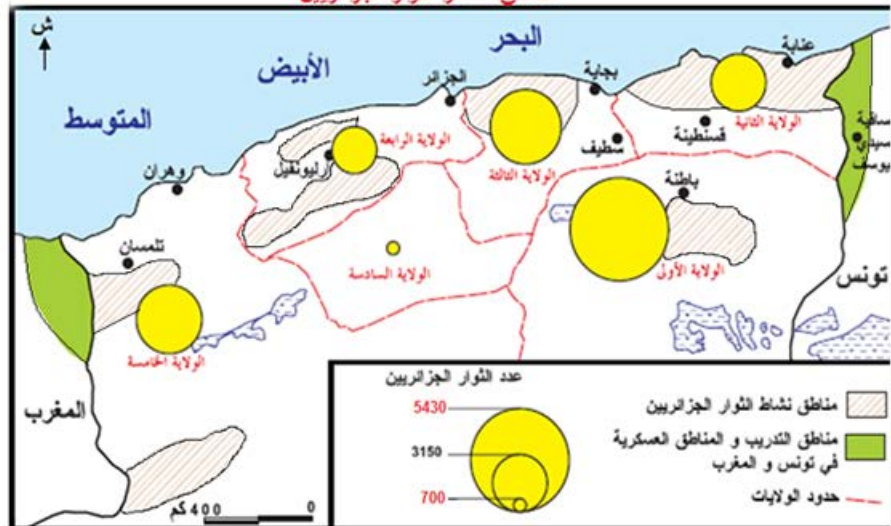 ش
البحر
الأبيض
المتوسط
عنابة
بجاية
الجزائر
الولاية الثانية
قسنطينة
ساقية
سيدي
يوسف
سطيف
الولاية الثالثة
الولاية الرابعة
أرليونفيل
وهران
باتنة
تلمسان
الولاية السادسة
الولاية الأولى
تونس
الولاية الخامسة
المغرب
عدد الثوار الجزائريين
5430
3150
700
مناطق نشاط الثوار الجزائريين
مناطق التدريب و المناطق العسكرية
في تونس و المغرب
حدود الولايات
0 400 كم